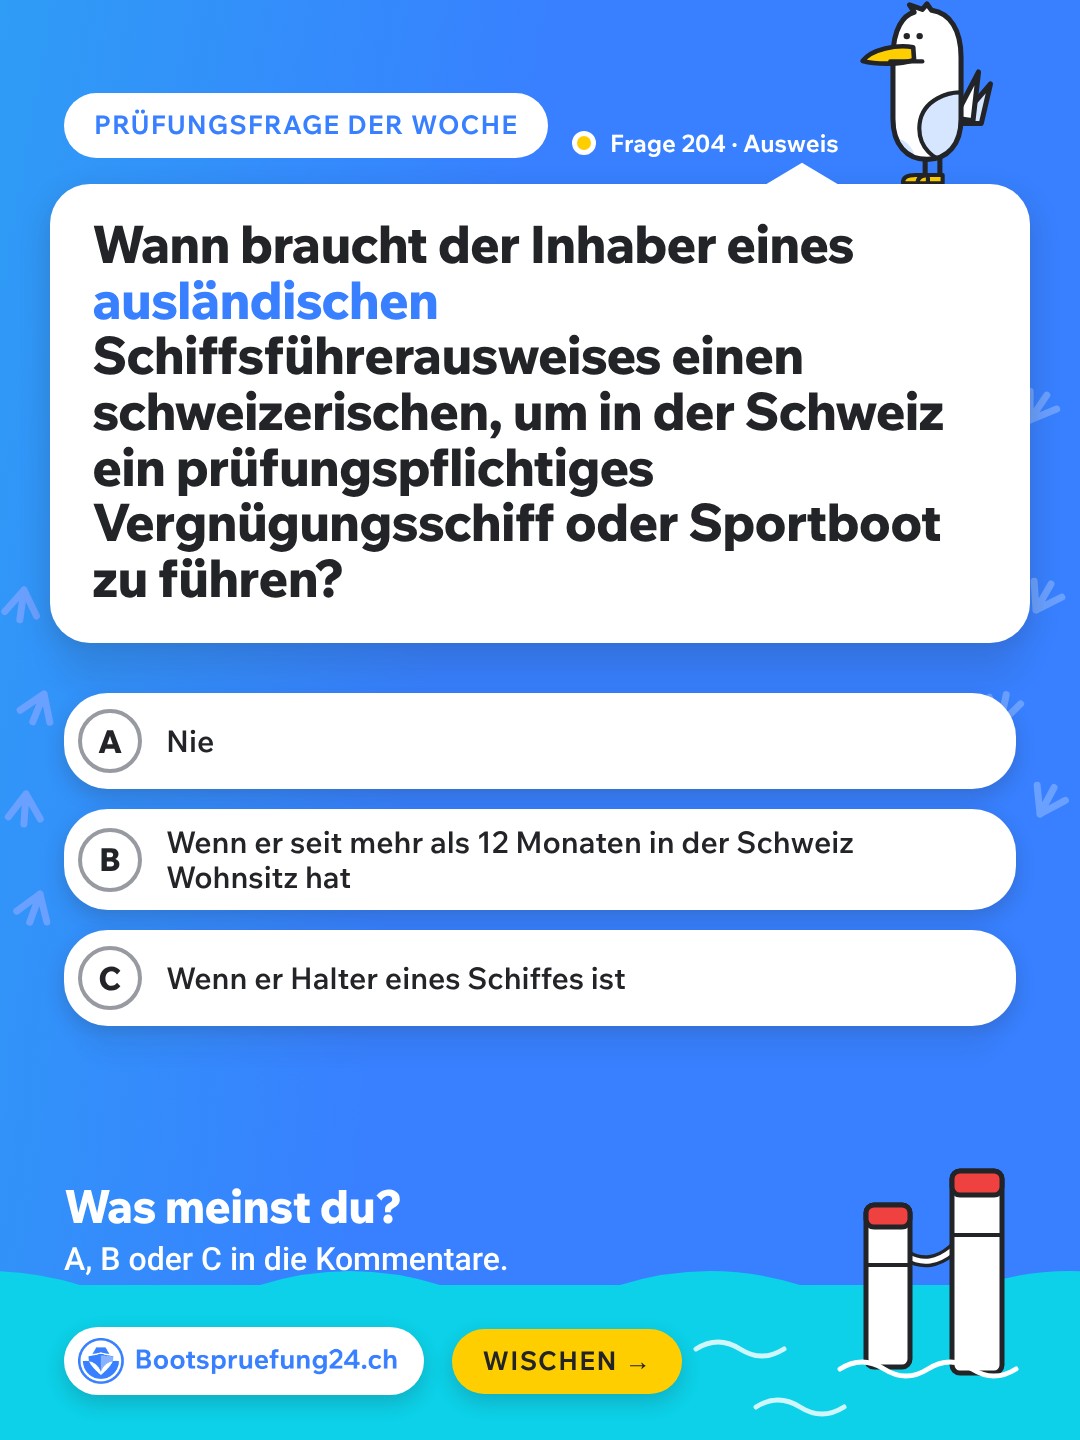 PRÜFUNGSFRAGE DER WOCHE
Frage 204 · Ausweis
Wann braucht der Inhaber eines
ausländischen
Schiffsführerausweises einen
schweizerischen, um in der Schweiz
ein prüfungspflichtiges
Vergnügungsschiff oder Sportboot
zu führen?
A Nie
B Wenn er seit mehr als 12 Monaten in der Schweiz
Wohnsitz hat
C Wenn er Halter eines Schiffes ist
Was meinst du?
A, B oder C in die Kommentare.
Bootspruefung24.ch
WISCHEN →